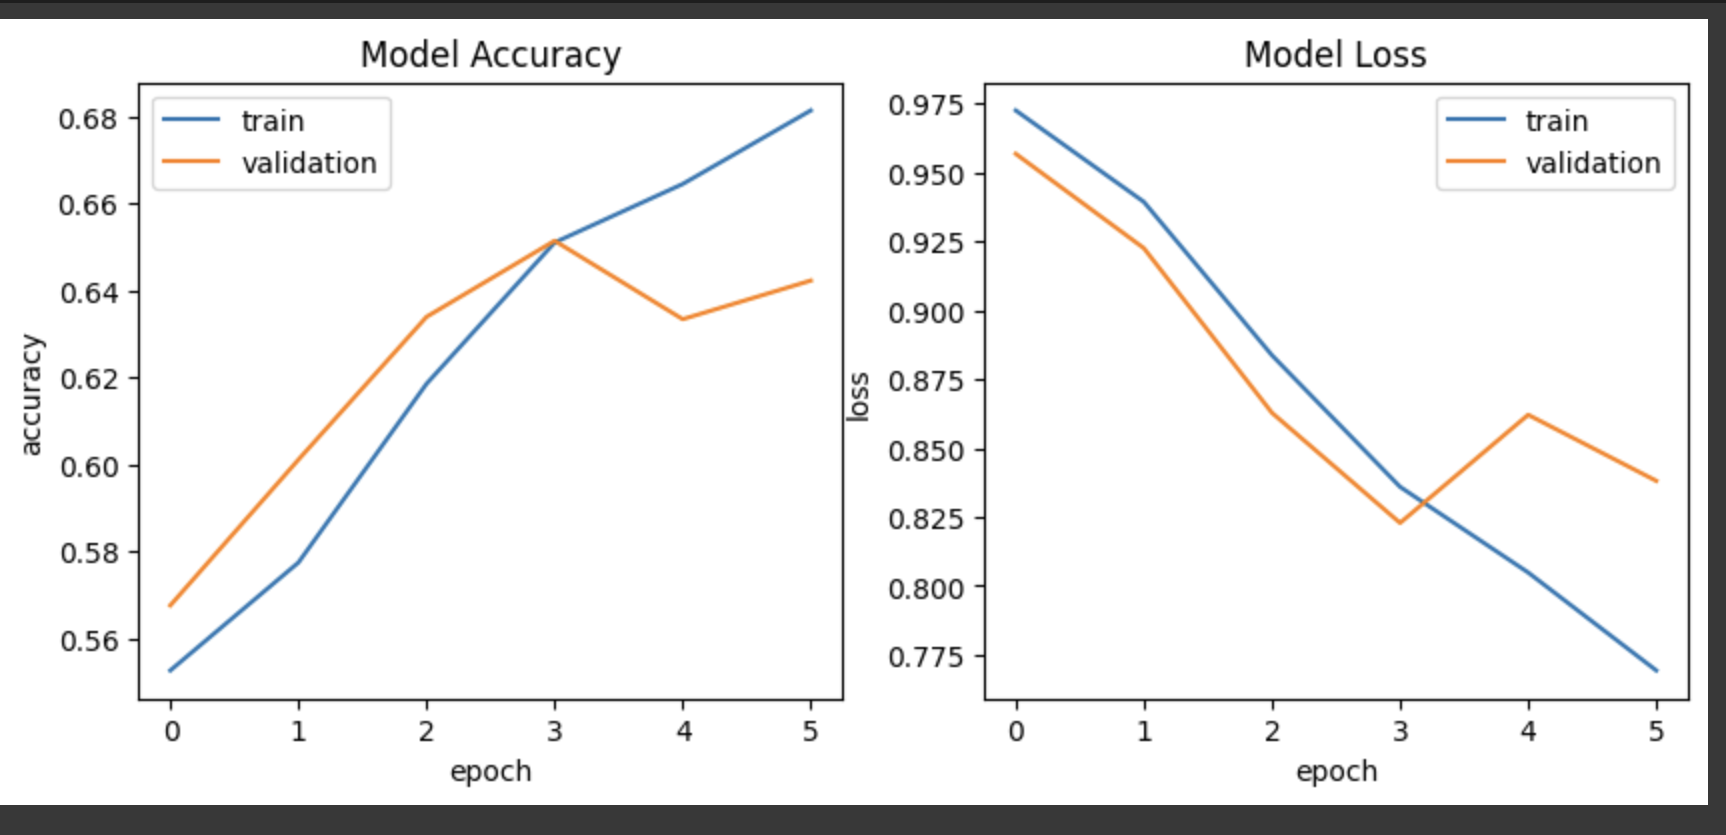 Model Accuracy
train
validation
0.68
0.66
0.64
0.62
0.60
0.58
0.56
accuracy
0 1 2 3 4 5
epoch
Model Loss
train
validation
0.975
0.950
0.925
0.900
0.875
0.850
0.825
0.800
0.775
loss
0 1 2 3 4 5
epoch